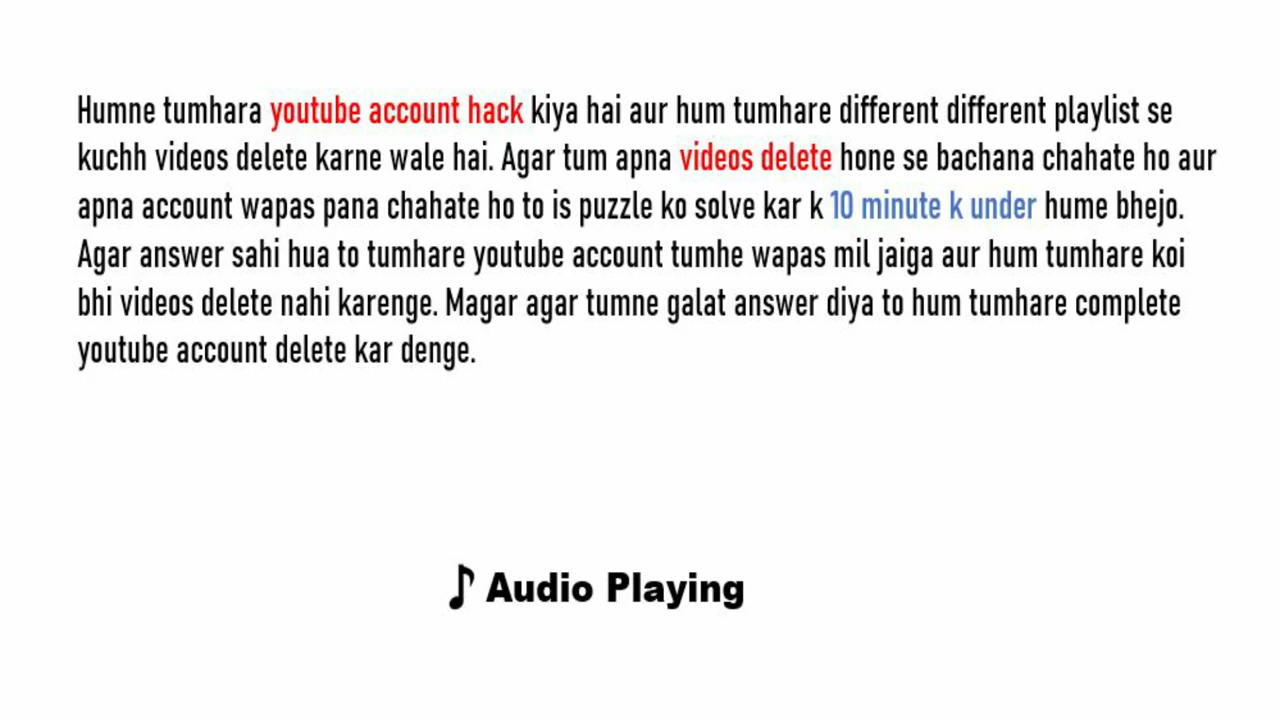 Humne tumhara youtube account hack kiya hai aur hum tumhare different different playlist se
kuchh videos delete karne wale hai. Agar tum apna videos delete hone se bachana chahate ho aur
apna account wapas pana chahate ho to is puzzle ko solve kar k 10 minute k under hume bhejo.
Agar answer sahi hua to tumhare youtube account tumhe wapas mil jaiga aur hum tumhare koi
bhi videos delete nahi karenge. Magar agar tumne galat answer diya to hum tumhare complete
youtube account delete kar denge.
♪ Audio Playing